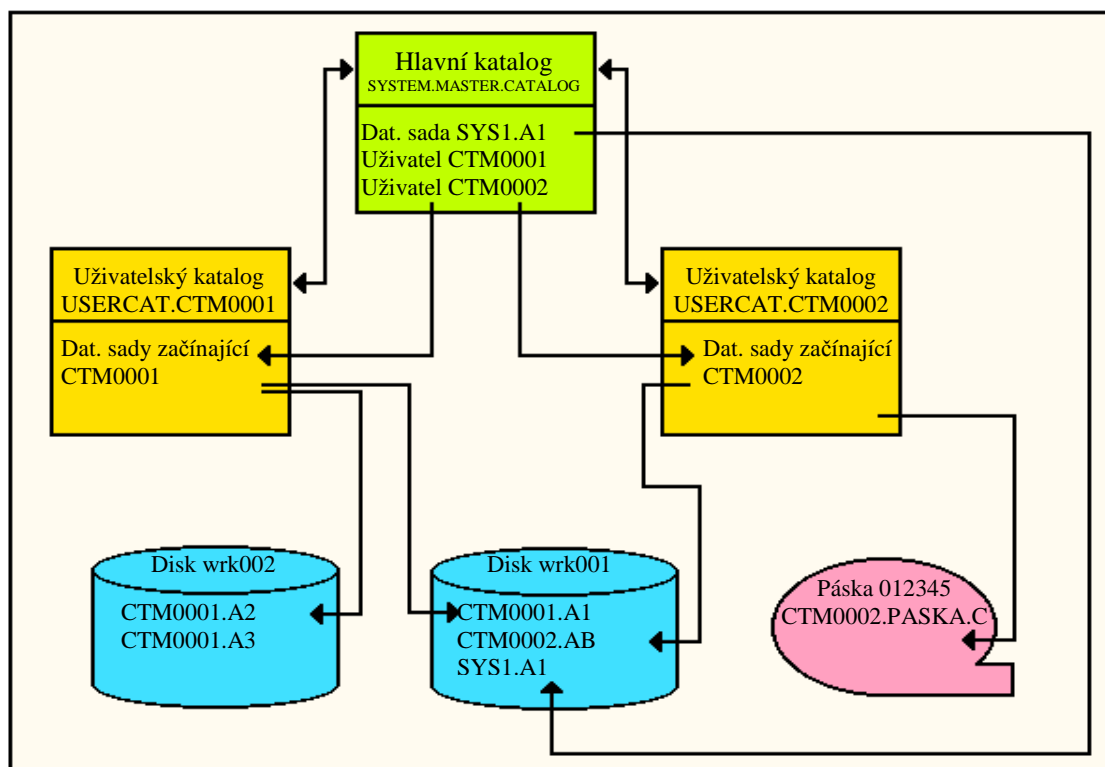 Hlavní katalog
SYSTEM.MASTER.CATALOG
Dat. sada SYS1.A1
Uživatel CTM0001
Uživatel CTM0002
Uživatelský katalog
USERCAT.CTM0001
Dat. sady začínající
CTM0001
Uživatelský katalog
USERCAT.CTM0002
Dat. sady začínající
CTM0002
Disk wrk002
CTM0001.A2
CTM0001.A3
Disk wrk001
CTM0001.A1
CTM0002.AB
SYS1.A1
Páska 012345
CTM0002.PASKA.C